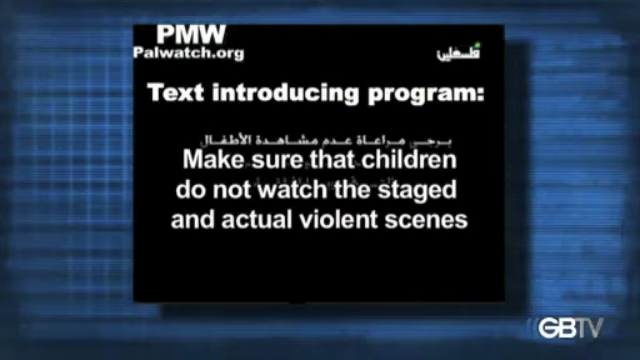 PMW
Palwatch.org
فلسطين
Text introducing program:
يرجى مراعاة عدم مشاهدة الأطفال
Make sure that children
do not watch the staged
and actual violent scenes
GBTV